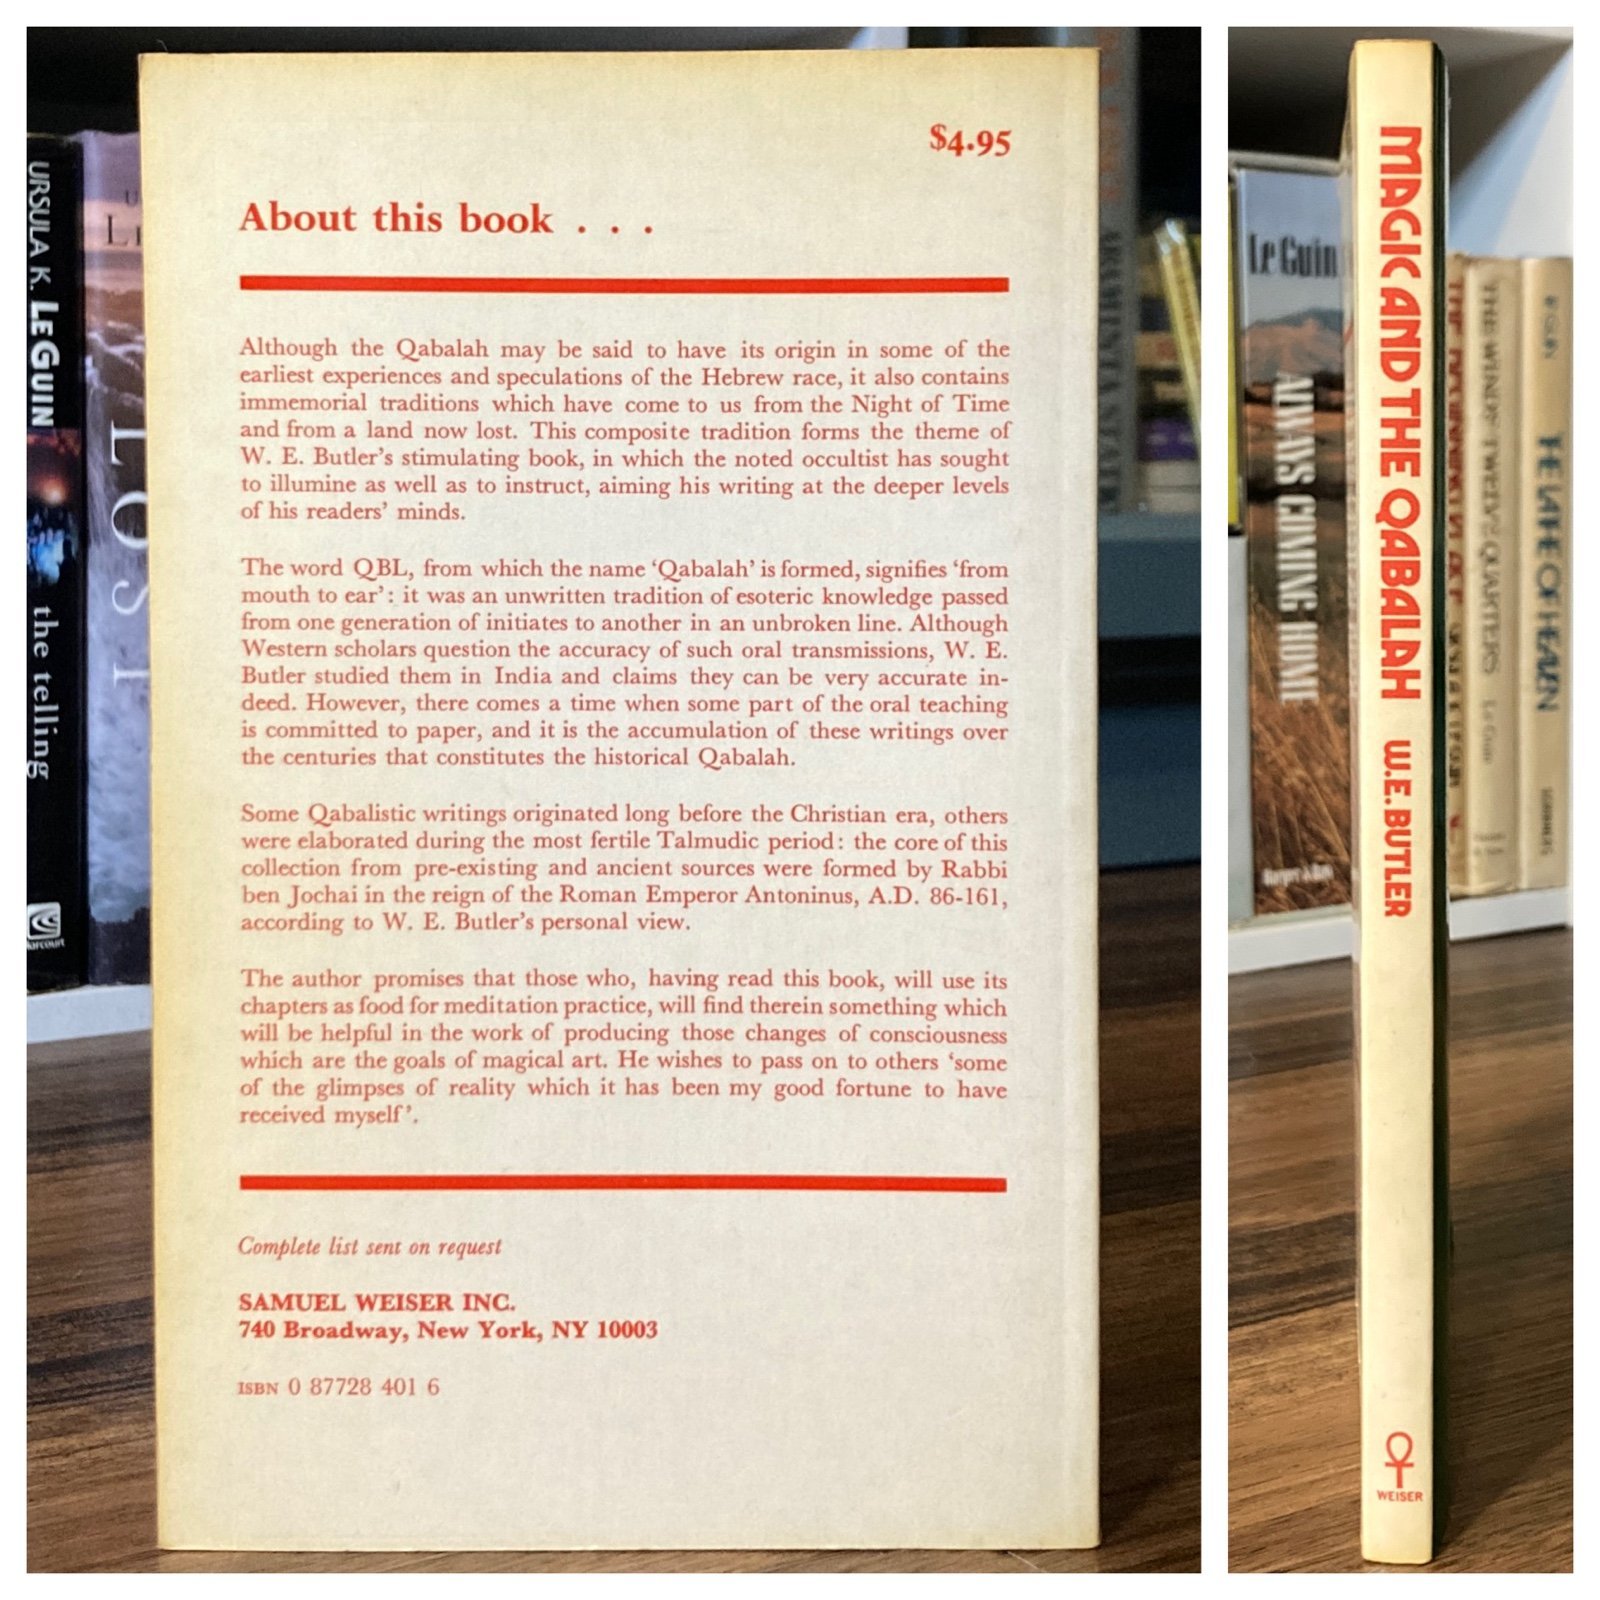 $4.95
About this book . . .
Although the Qabalah may be said to have its origin in some of the
earliest experiences and speculations of the Hebrew race, it also contains
immemorial traditions which have come to us from the Night of Time
and from a land now lost. This composite tradition forms the theme of
W. E. Butler's stimulating book, in which the noted occultist has sought
to illumine as well as to instruct, aiming his writing at the deeper levels
of his readers' minds.
The word QBL, from which the name 'Qabalah' is formed, signifies 'from
mouth to ear': it was an unwritten tradition of esoteric knowledge passed
from one generation of initiates to another in an unbroken line. Although
Western scholars question the accuracy of such oral transmissions, W. E.
Butler studied them in India and claims they can be very accurate in-
deed. However, there comes a time when some part of the oral teaching
is committed to paper, and it is the accumulation of these writings over
the centuries that constitutes the historical Qabalah.
Some Qabalistic writings originated long before the Christian era, others
were elaborated during the most fertile Talmudic period: the core of this
collection from pre-existing and ancient sources were formed by Rabbi
ben Jochai in the reign of the Roman Emperor Antoninus, A.D. 86-161,
according to W. E. Butler's personal view.
The author promises that those who, having read this book, will use its
chapters as food for meditation practice, will find therein something which
will be helpful in the work of producing those changes of consciousness
which are the goals of magical art. He wishes to pass on to others 'some
of the glimpses of reality which it has been my good fortune to have
received myself'.
Complete list sent on request
SAMUEL WEISER INC.
740 Broadway, New York, NY 10003
ISBN 0 87728 401 6
URSULA K. LEGUIN
the telling
harcourt
LOST
MAGIC AND THE QABALAH W.E. BUTLER
WEISER
Le Guin
ALWAYS COMING HOME
THE WIND'S TWELVE QUARTERS Le Guin